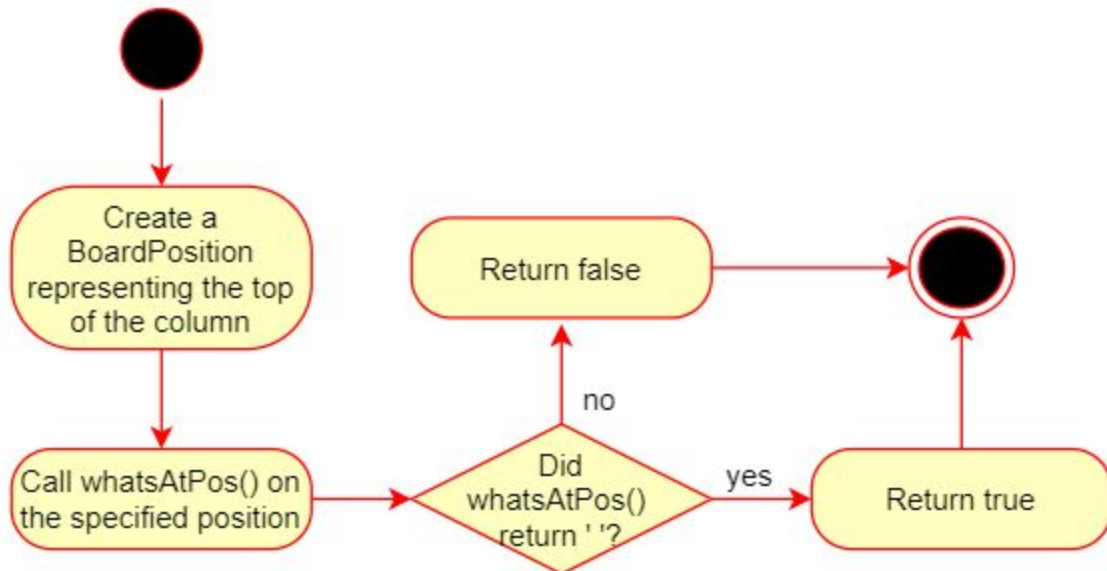 Create a
BoardPosition
representing the top
of the column
Call whatsAtPos() on
the specified position
Did
whatsAtPos()
return ' '?
no
Return false
yes
Return true